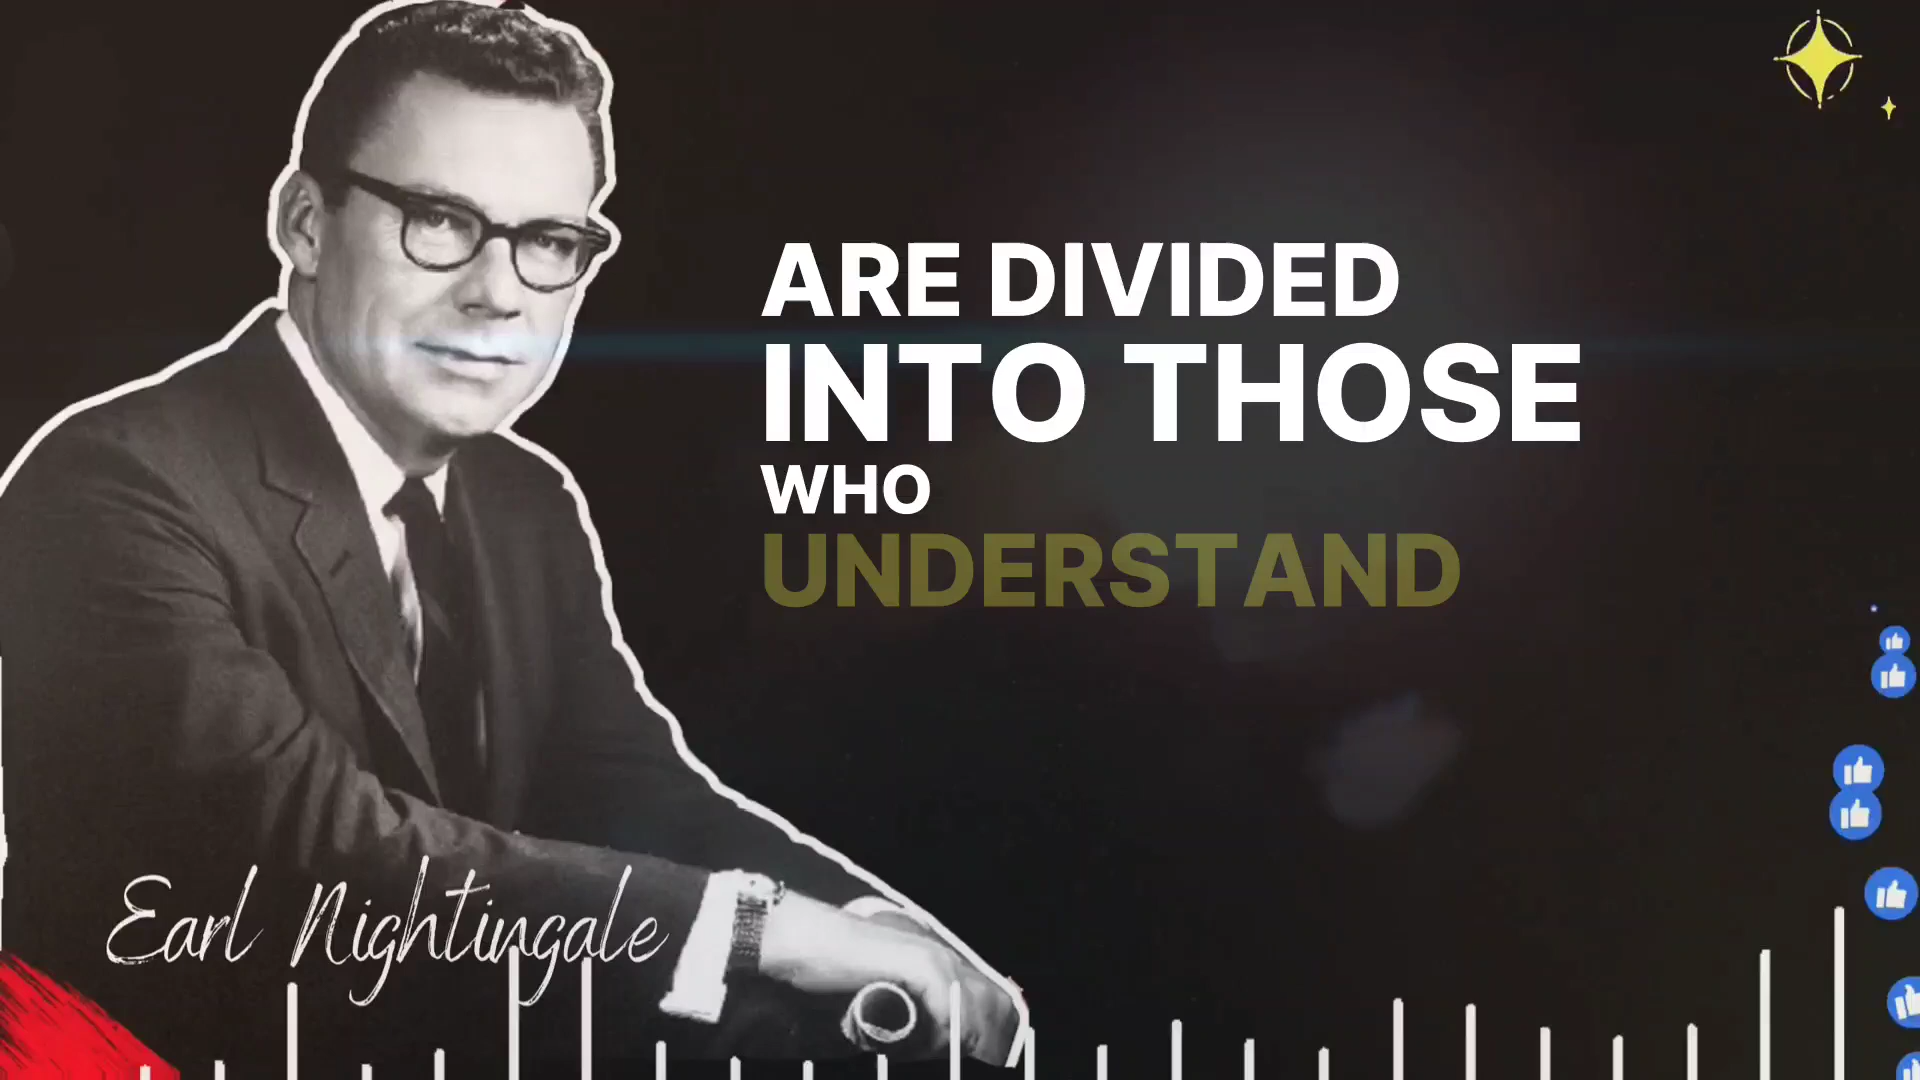 ARE DIVIDED
INTO THOSE
WHO
UNDERSTAND
Earl Nightingale